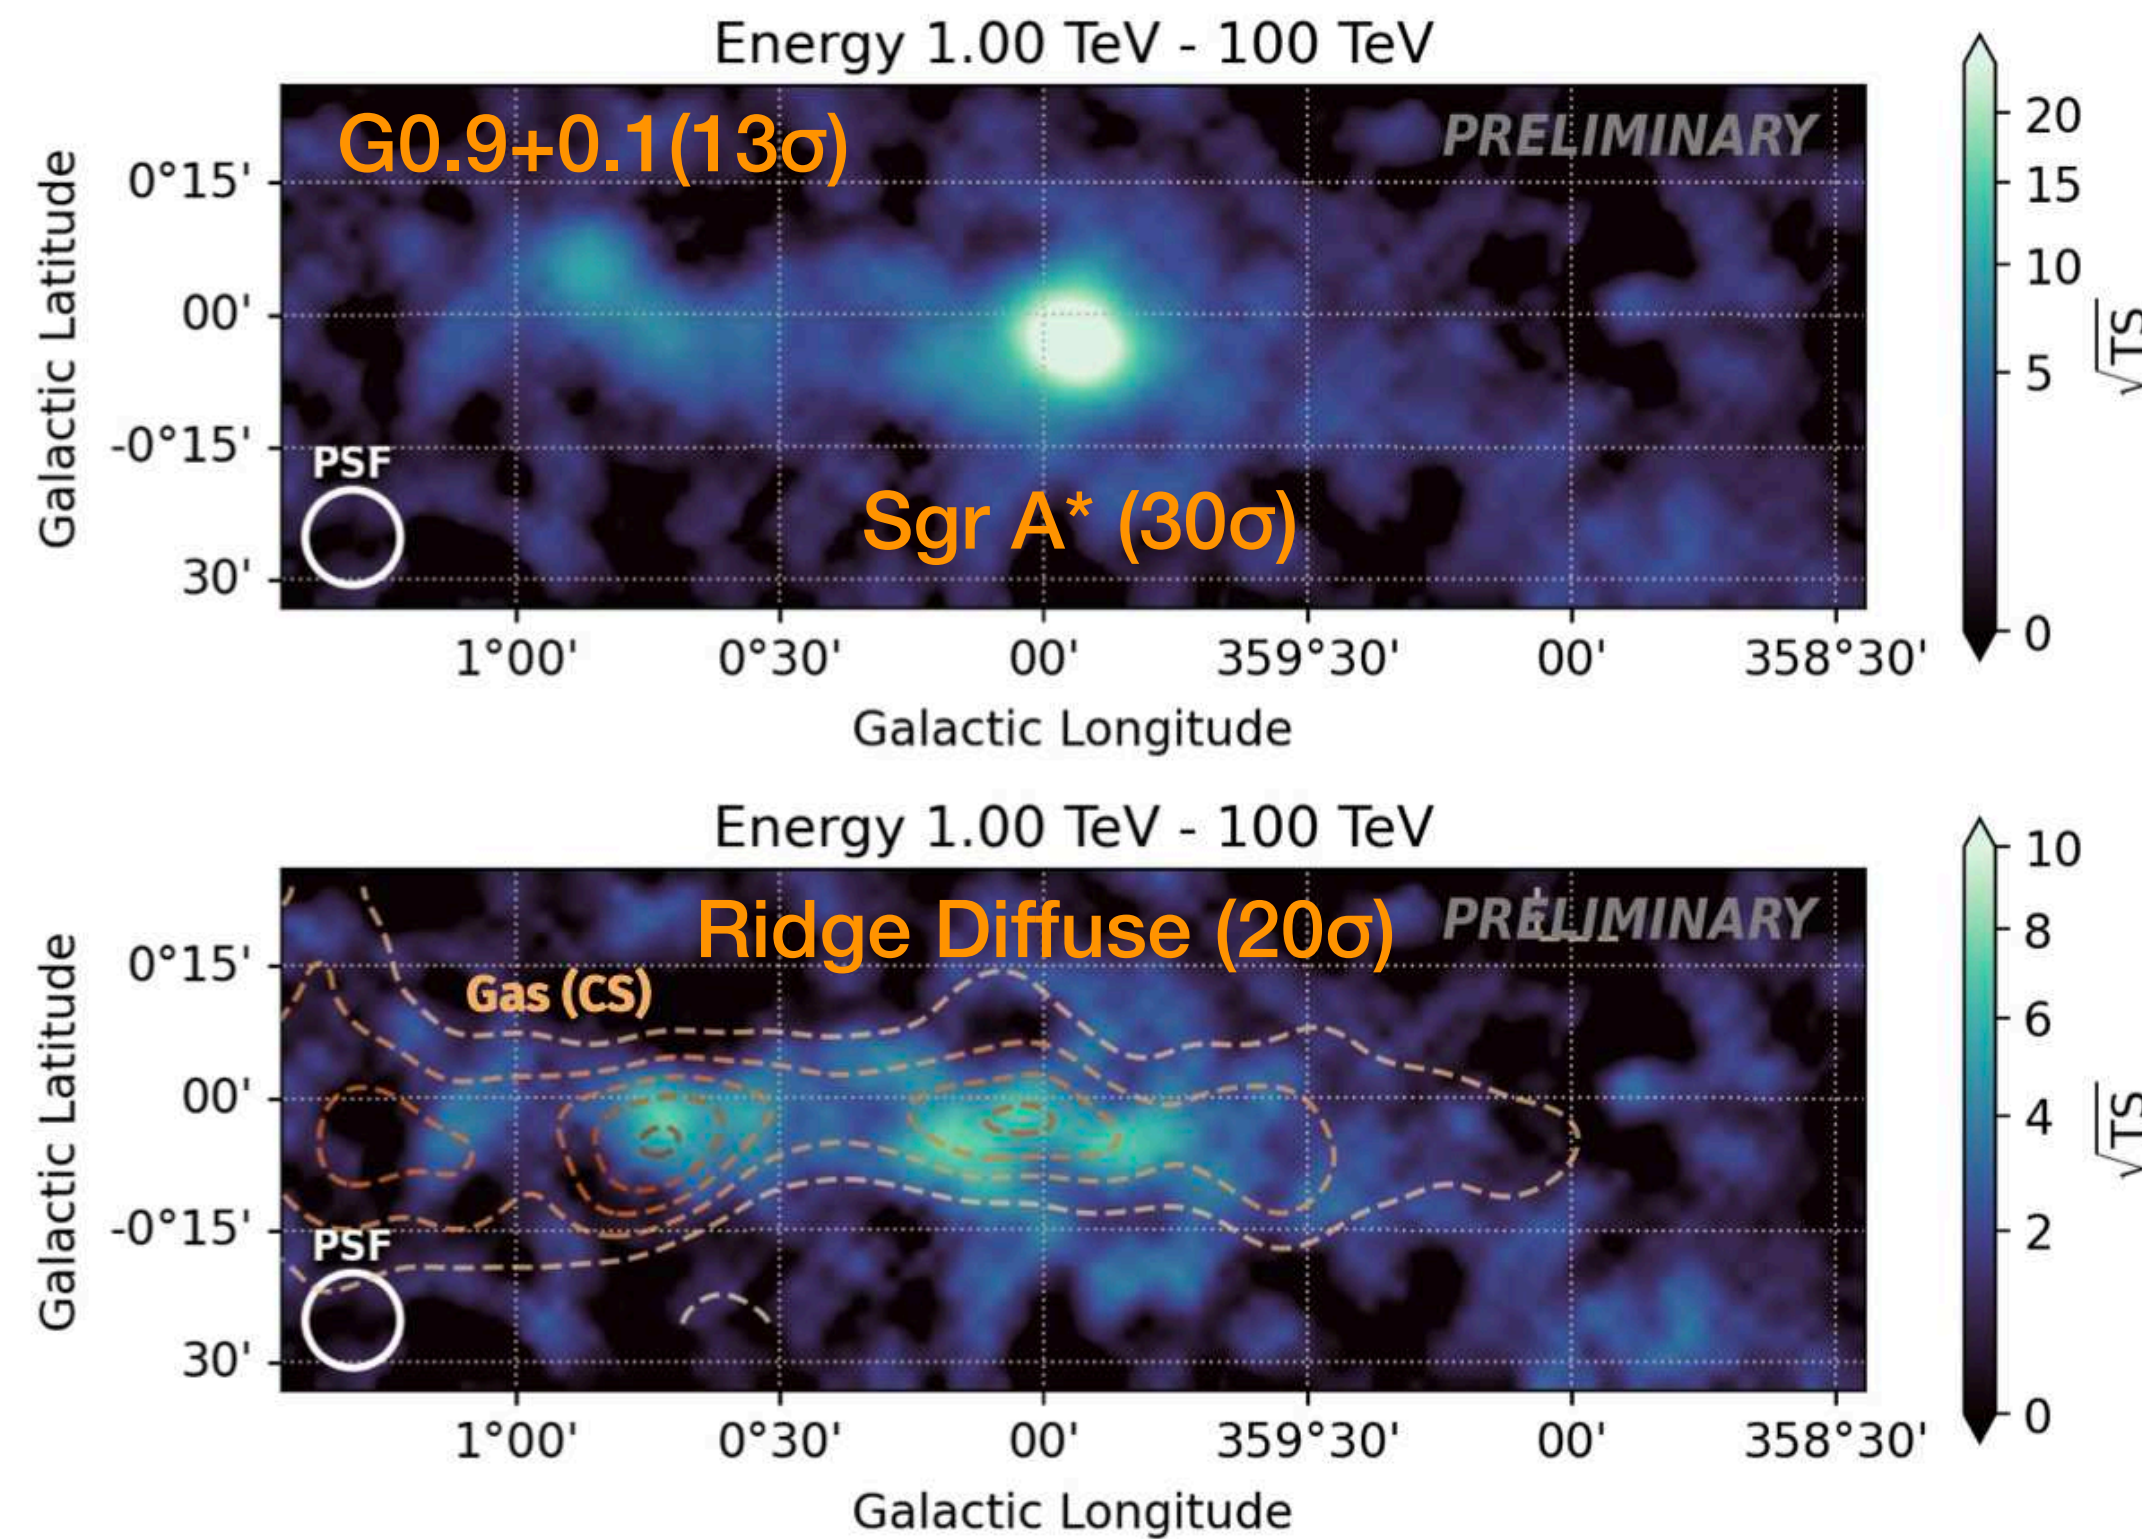 Energy 1.00 TeV - 100 TeV
G0.9+0.1(13σ)
PRELIMINARY
20
0°15'
15
10
00'
5
-0°15'
PSF
Sgr A* (30σ)
30'
0
1°00' 0°30' 00' 359°30' 00' 358°30'
Galactic Longitude
Galactic Latitude
√TS
Energy 1.00 TeV - 100 TeV
Ridge Diffuse (20σ)
PRELIMINARY
10
0°15'
8
Gas (CS)
6
00'
4
-0°15'
2
PSF
30'
0
1°00' 0°30' 00' 359°30' 00' 358°30'
Galactic Longitude
Galactic Latitude
√TS